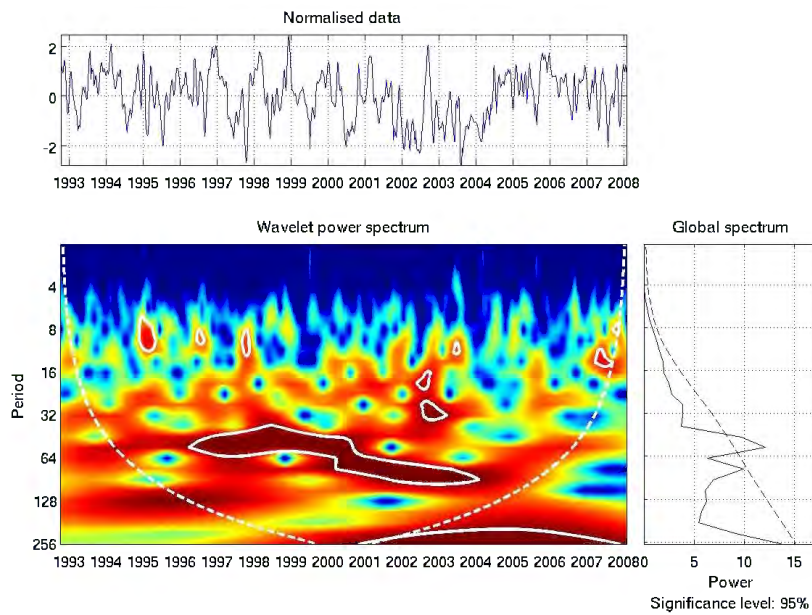 Normalised data
2
0
-2
1993 1994 1995 1996 1997 1998 1999 2000 2001 2002 2003 2004 2005 2006 2007 2008
Wavelet power spectrum
Global spectrum
Period
4
8
16
32
64
128
256
1993 1994 1995 1996 1997 1998 1999 2000 2001 2002 2003 2004 2005 2006 2007 2008
5 10 15
Power
Significance level: 95%